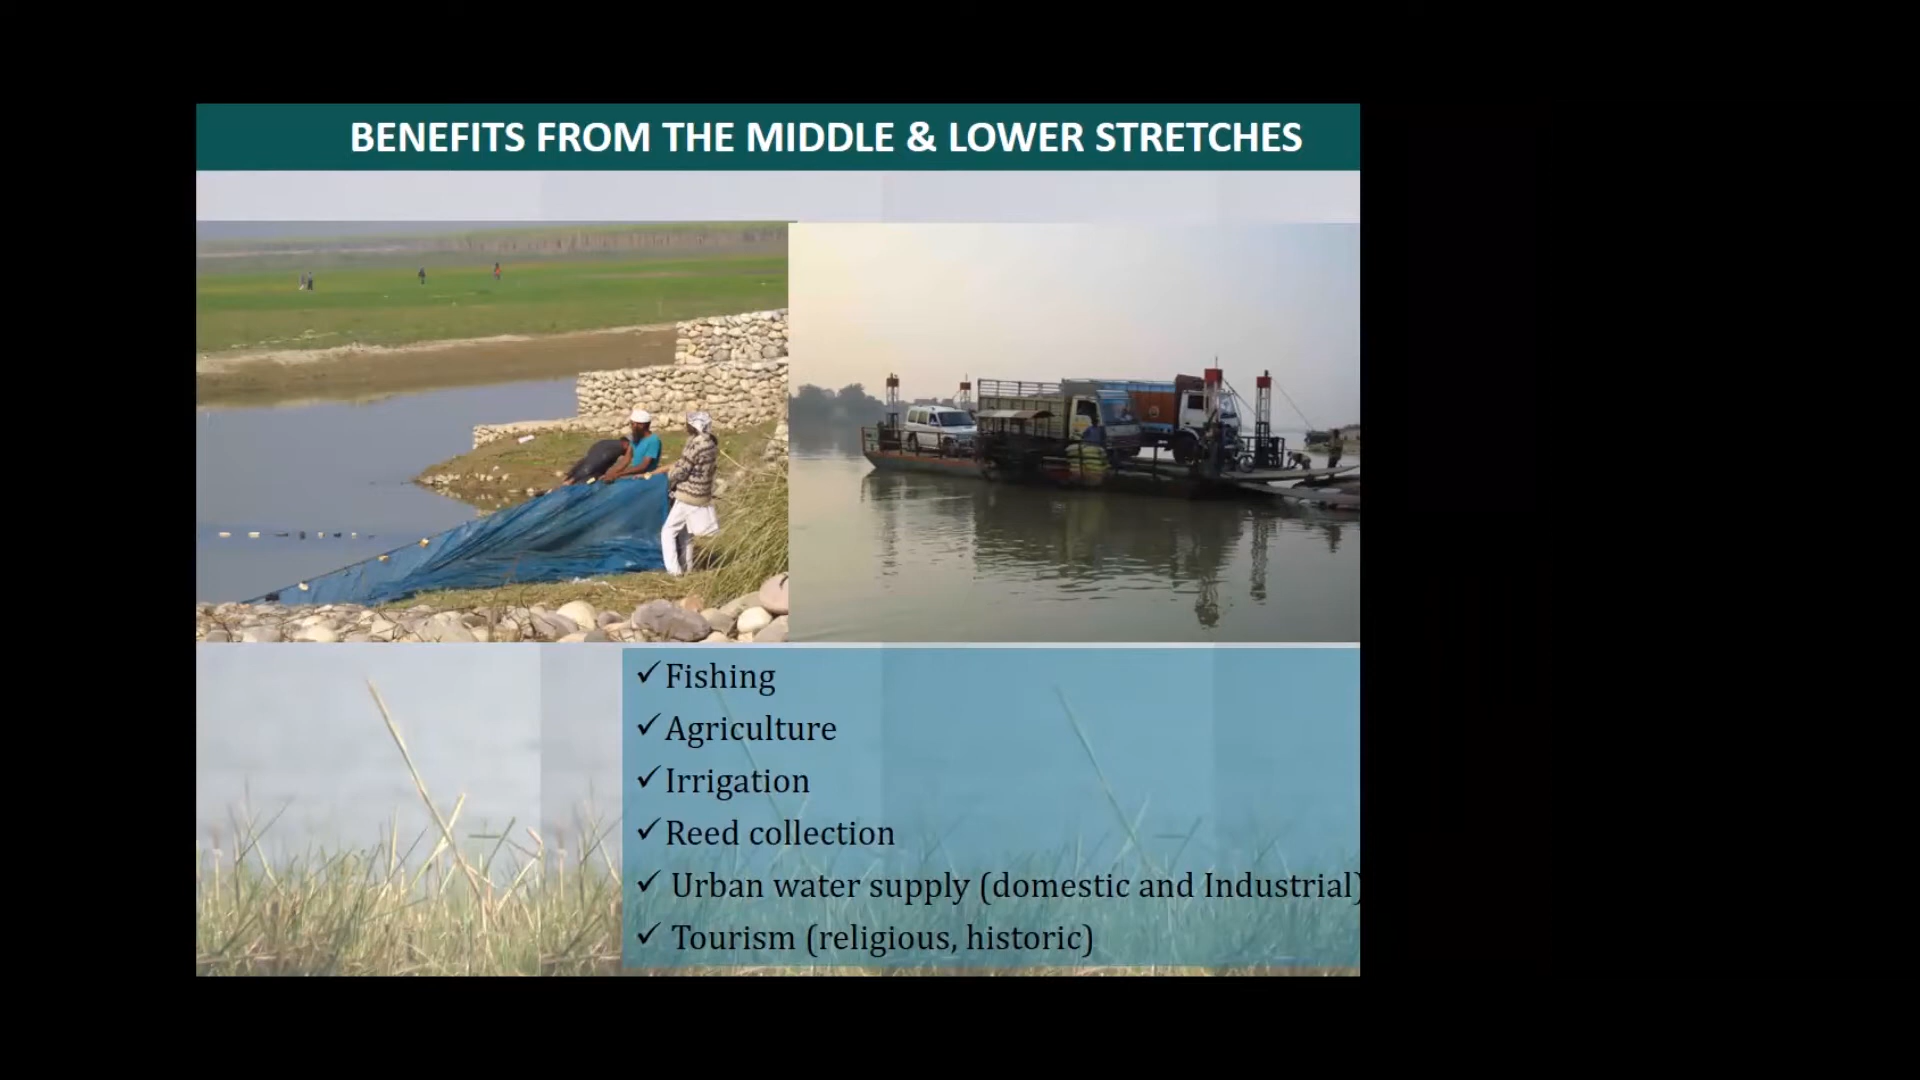 BENEFITS FROM THE MIDDLE & LOWER STRETCHES
✓Fishing
✓Agriculture
✓Irrigation
✓Reed collection
✓ Urban water supply (domestic and Industrial)
✓ Tourism (religious, historic)